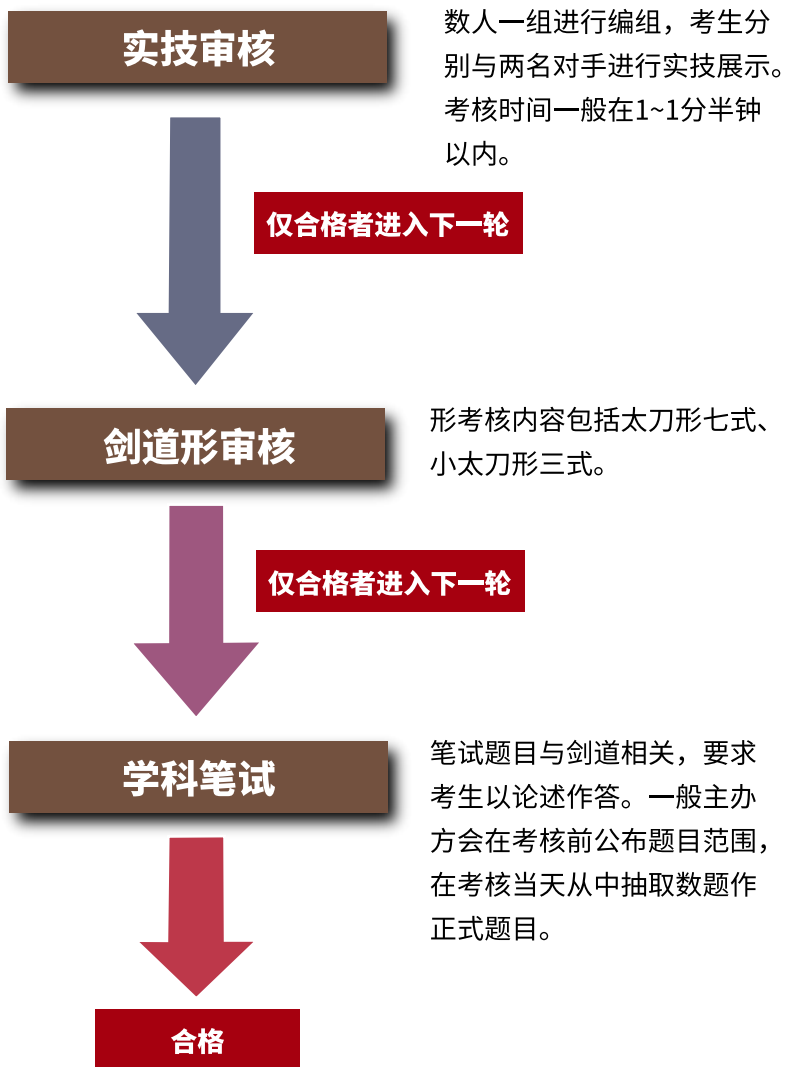 实技审核
数人一组进行编组，考生分
别与两名对手进行实技展示。
考核时间一般在1~1分半钟
以内。
仅合格者进入下一轮
剑道形审核
形考核内容包括太刀形七式、
小太刀形三式。
仅合格者进入下一轮
学科笔试
笔试题目与剑道相关，要求
考生以论述作答。一般主办
方会在考核前公布题目范围，
在考核当天从中抽取数题作
正式题目。
合格